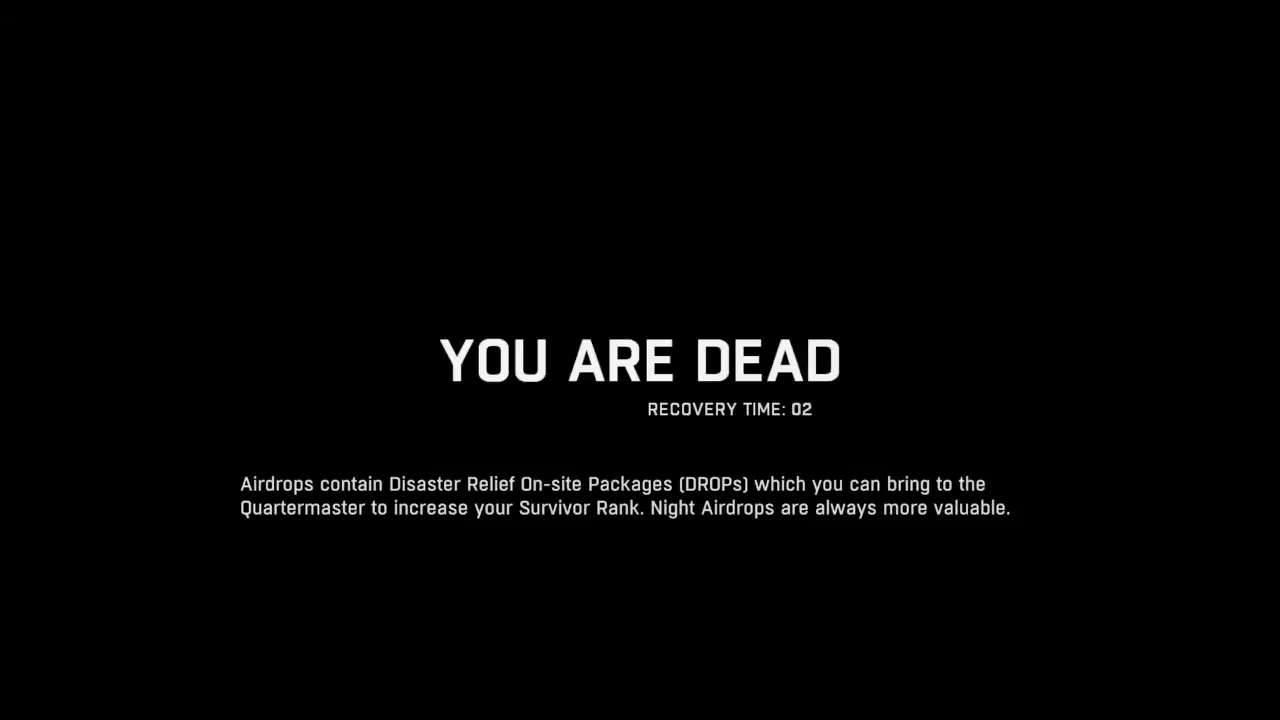 YOU ARE DEAD
RECOVERY TIME: 02
Airdrops contain Disaster Relief On-site Packages (DROPs) which you can bring to the
Quartermaster to increase your Survivor Rank. Night Airdrops are always more valuable.